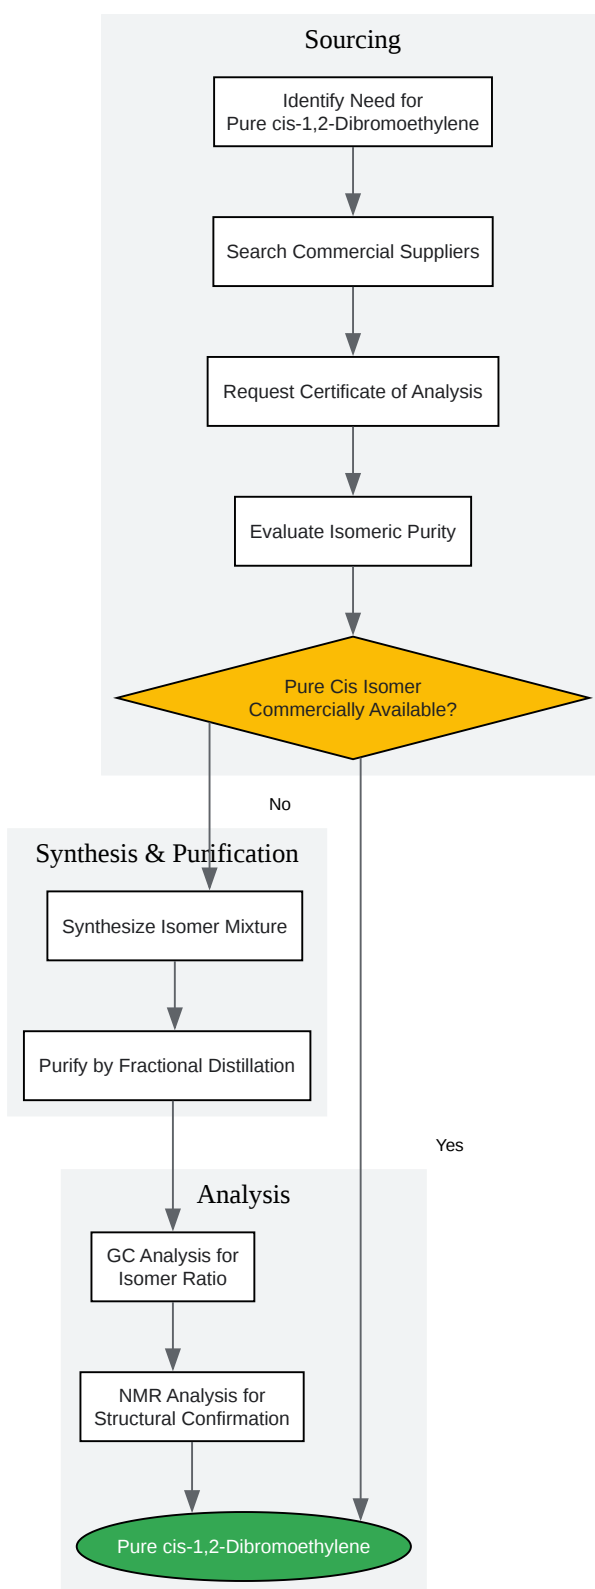 Sourcing
Identify Need for
Pure cis-1,2-Dibromoethylene
Search Commercial Suppliers
Request Certificate of Analysis
Evaluate Isomeric Purity
Pure Cis Isomer
Commercially Available?
No
Synthesis & Purification
Synthesize Isomer Mixture
Purify by Fractional Distillation
Yes
Analysis
GC Analysis for
Isomer Ratio
NMR Analysis for
Structural Confirmation
Pure cis-1,2-Dibromoethylene